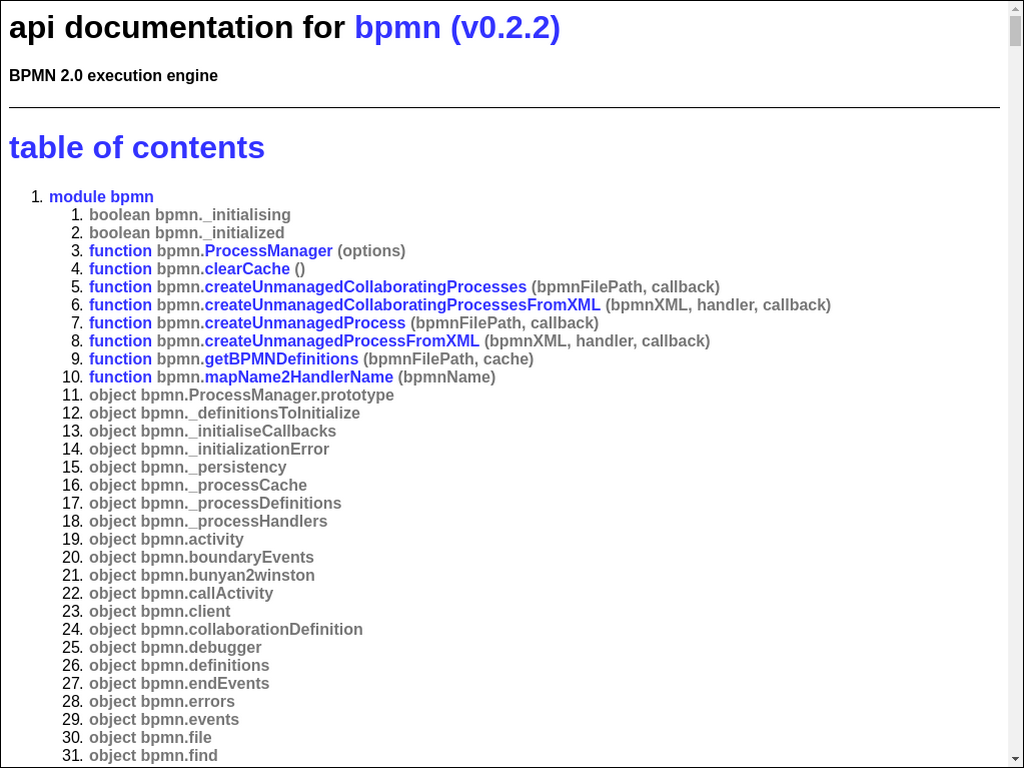 api documentation for bpmn (v0.2.2)
BPMN 2.0 execution engine
table of contents
1. module bpmn
1. boolean bpmn._initialising
2. boolean bpmn._initialized
3. function bpmn.ProcessManager (options)
4. function bpmn.clearCache ()
5. function bpmn.createUnmanagedCollaboratingProcesses (bpmnFilePath, callback)
6. function bpmn.createUnmanagedCollaboratingProcessesFromXML (bpmnXML, handler, callback)
7. function bpmn.createUnmanagedProcess (bpmnFilePath, callback)
8. function bpmn.createUnmanagedProcessFromXML (bpmnXML, handler, callback)
9. function bpmn.getBPMNDefinitions (bpmnFilePath, cache)
10. function bpmn.mapName2HandlerName (bpmnName)
11. object bpmn.ProcessManager.prototype
12. object bpmn._definitionsToInitialize
13. object bpmn._initialiseCallbacks
14. object bpmn._initializationError
15. object bpmn._persistency
16. object bpmn._processCache
17. object bpmn._processDefinitions
18. object bpmn._processHandlers
19. object bpmn.activity
20. object bpmn.boundaryEvents
21. object bpmn.bunyan2winston
22. object bpmn.callActivity
23. object bpmn.client
24. object bpmn.collaborationDefinition
25. object bpmn.debugger
26. object bpmn.definitions
27. object bpmn.endEvents
28. object bpmn.errors
29. object bpmn.events
30. object bpmn.file
31. object bpmn.find